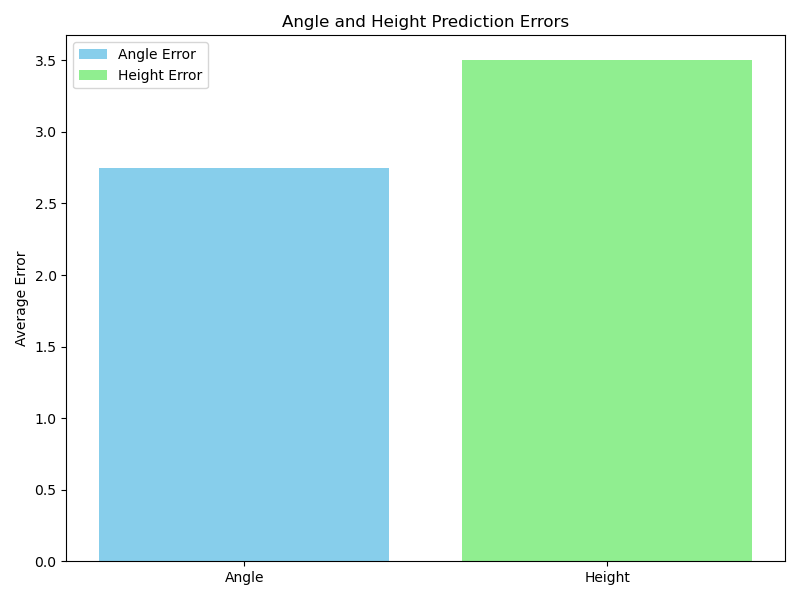 Angle and Height Prediction Errors
Angle Error
Height Error
Average Error
3.5
3.0
2.5
2.0
1.5
1.0
0.5
0.0
Angle
Height